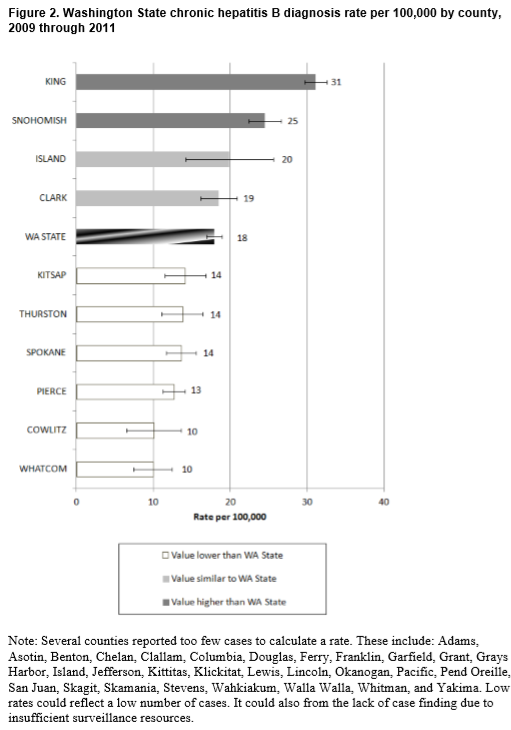 Figure 2. Washington State chronic hepatitis B diagnosis rate per 100,000 by county,
2009 through 2011
KING
31
SNOHOMISH
25
ISLAND
20
CLARK
19
WA STATE
18
KITSAP
14
THURSTON
14
SPOKANE
14
PIERCE
13
COWLITZ
10
WHATCOM
10
0 10 20 30 40
Rate per 100,000
Value lower than WA State
Value similar to WA State
Value higher than WA State
Note: Several counties reported too few cases to calculate a rate. These include: Adams,
Asotin, Benton, Chelan, Clallam, Columbia, Douglas, Ferry, Franklin, Garfield, Grant, Grays
Harbor, Island, Jefferson, Kittitas, Klickitat, Lewis, Lincoln, Okanogan, Pacific, Pend Oreille,
San Juan, Skagit, Skamania, Stevens, Wahkiakum, Walla Walla, Whitman, and Yakima. Low
rates could reflect a low number of cases. It could also from the lack of case finding due to
insufficient surveillance resources.